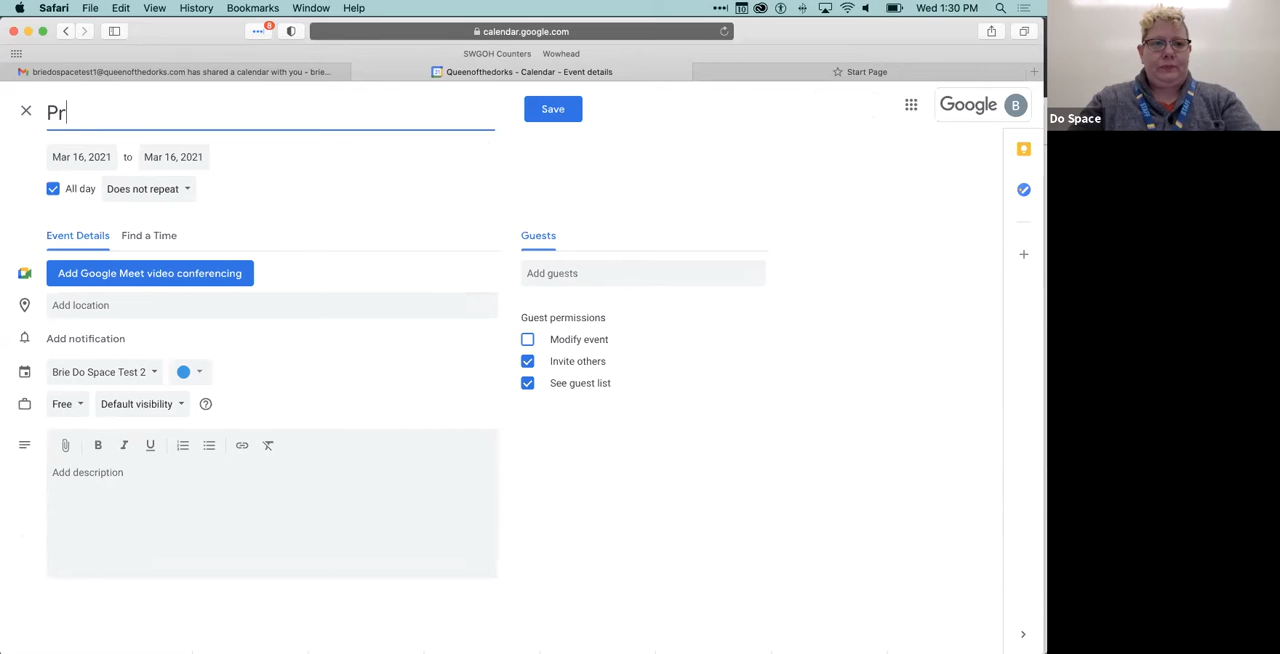 Safari File Edit View History Bookmarks Window Help
8
10
Wed 1:30 PM
calendar.google.com
SWGOH Counters Wowhead
briedospacetest1@queenofthedorks.com has shared a calendar with you - brie...
Queenofthedorks - Calendar - Event details
Start Page
Do Space
Pr
Save
Google
B
Mar 16, 2021 to Mar 16, 2021
All day Does not repeat
Event Details Find a Time
Guests
Add Google Meet video conferencing
Add guests
Add location
Guest permissions
Add notification
Modify event
Invite others
Brie Do Space Test 2
See guest list
Free Default visibility
B I U
Add description